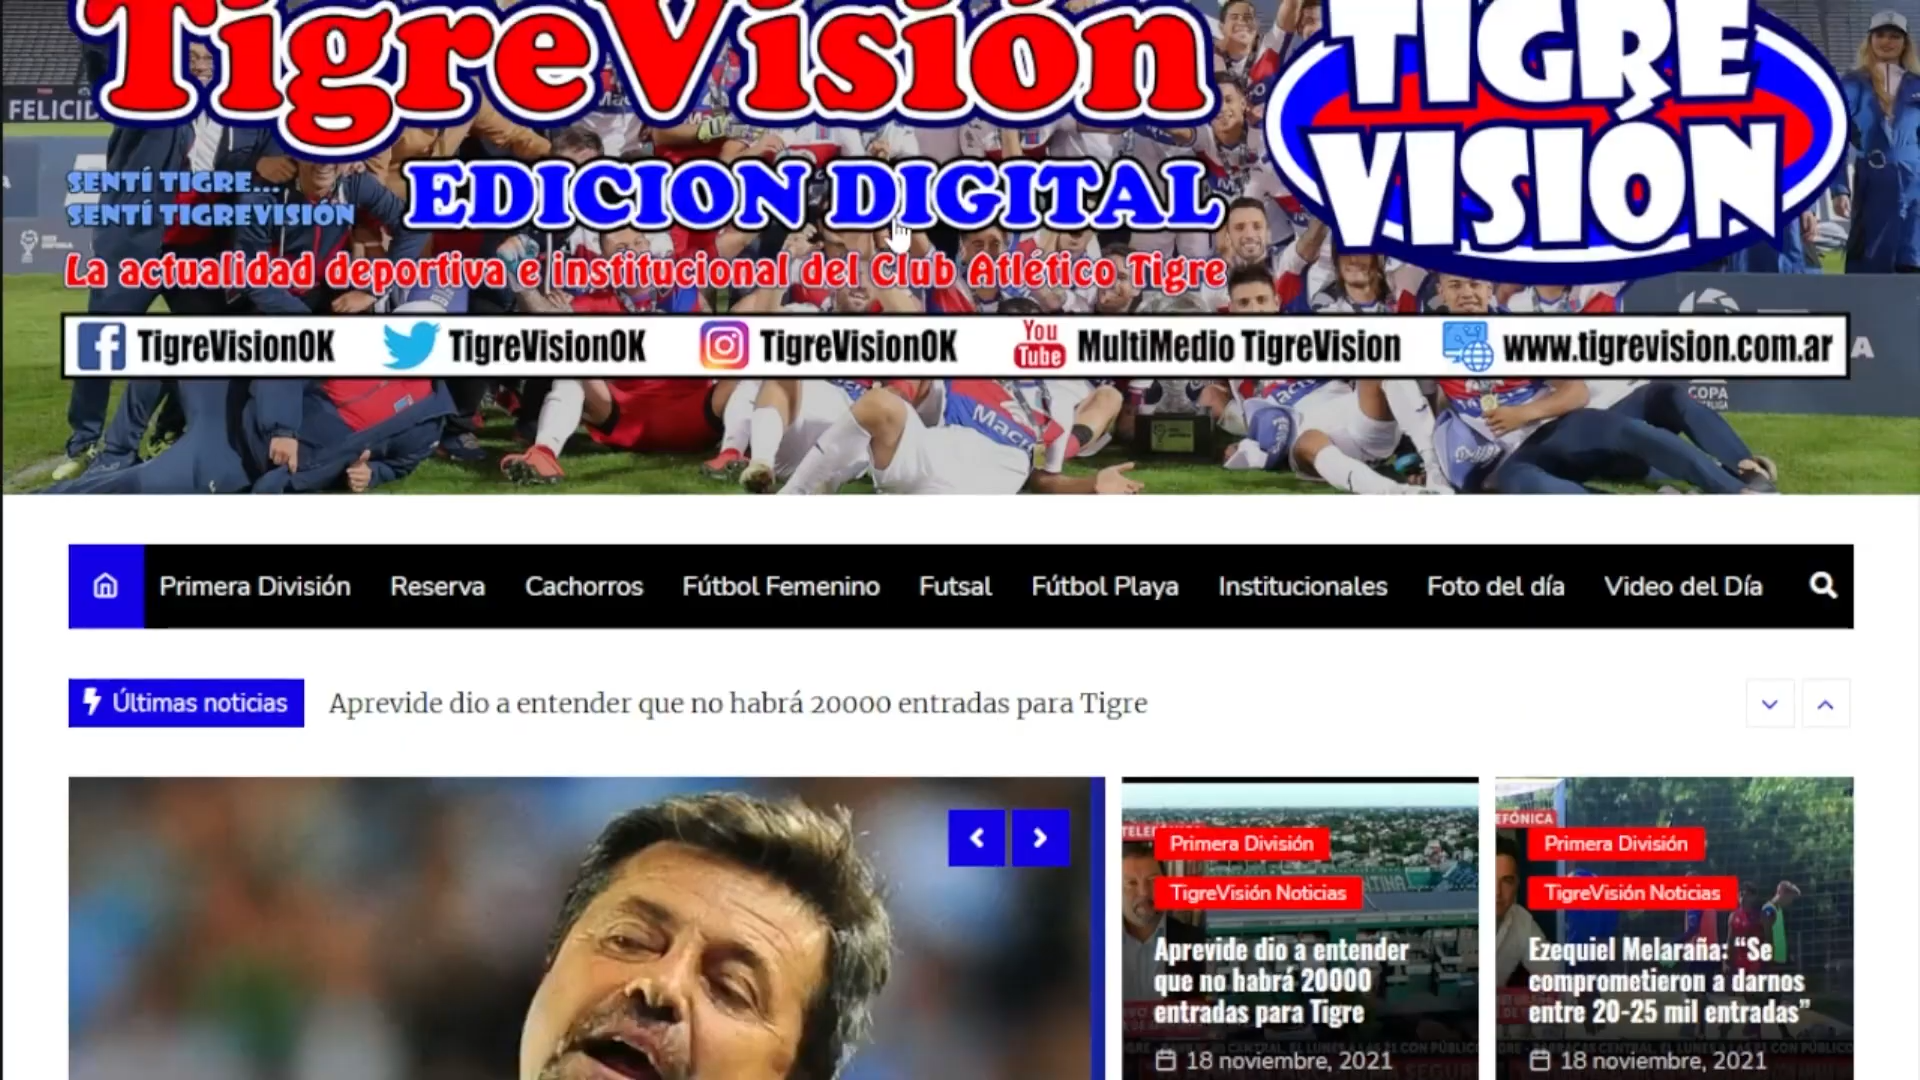 TigreVisión
TIGRE
VISIÓN
FELICID
SENTÍ TIGRE...
SENTÍ TIGREVISIÓN
EDICION DIGITAL
La actualidad deportiva e institucional del Club Atlético Tigre
TigreVisionOK
TigreVisionOK
TigreVisionOK
You
Tube
MultiMedio TigreVision
www.tigrevision.com.ar
COPA
Primera División
Reserva
Cachorros
Fútbol Femenino
Futsal
Fútbol Playa
Institucionales
Foto del día
Video del Día
Últimas noticias
Aprevide dio a entender que no habrá 20000 entradas para Tigre
Primera División
TigreVisión Noticias
Aprevide dio a entender
que no habrá 20000
entradas para Tigre
18 noviembre, 2021
EFÓNICA
Primera División
TigreVisión Noticias
Ezequiel Melaraña: “Se
comprometieron a darnos
entre 20-25 mil entradas”
18 noviembre, 2021